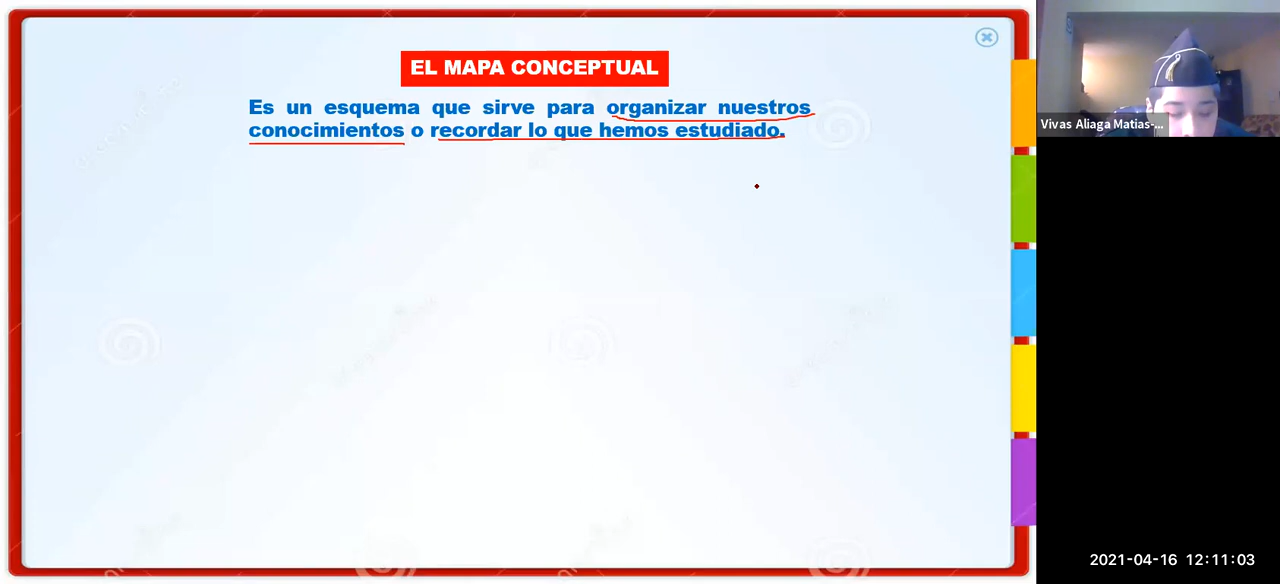 EL MAPA CONCEPTUAL
Es un esquema que sirve para organizar nuestros
conocimientos o recordar lo que hemos estudiado.
Vivas Aliaga Matias-...
2021-04-16 12:11:03